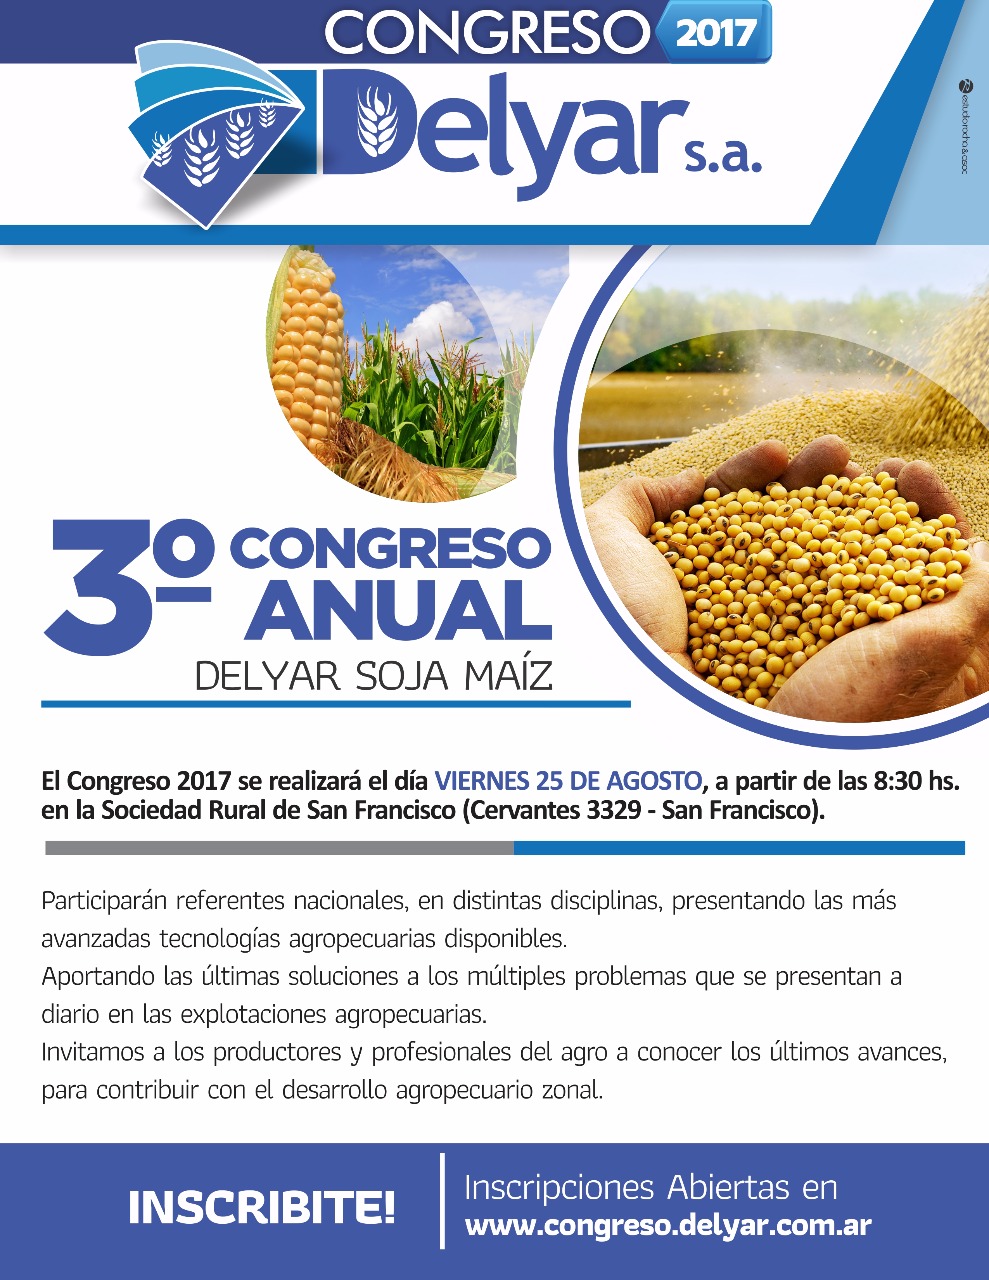 CONGRESO 2017
Delyar s.a.
estudiorocha&asoc
3º CONGRESO
ANUAL
DELYAR SOJA MAÍZ
El Congreso 2017 se realizará el día VIERNES 25 DE AGOSTO, a partir de las 8:30 hs.
en la Sociedad Rural de San Francisco (Cervantes 3329 - San Francisco).
Participarán referentes nacionales, en distintas disciplinas, presentando las más
avanzadas tecnologías agropecuarias disponibles.
Aportando las últimas soluciones a los múltiples problemas que se presentan a
diario en las explotaciones agropecuarias.
Invitamos a los productores y profesionales del agro a conocer los últimos avances,
para contribuir con el desarrollo agropecuario zonal.
INSCRIBITE!
Inscripciones Abiertas en
www.congreso.delyar.com.ar